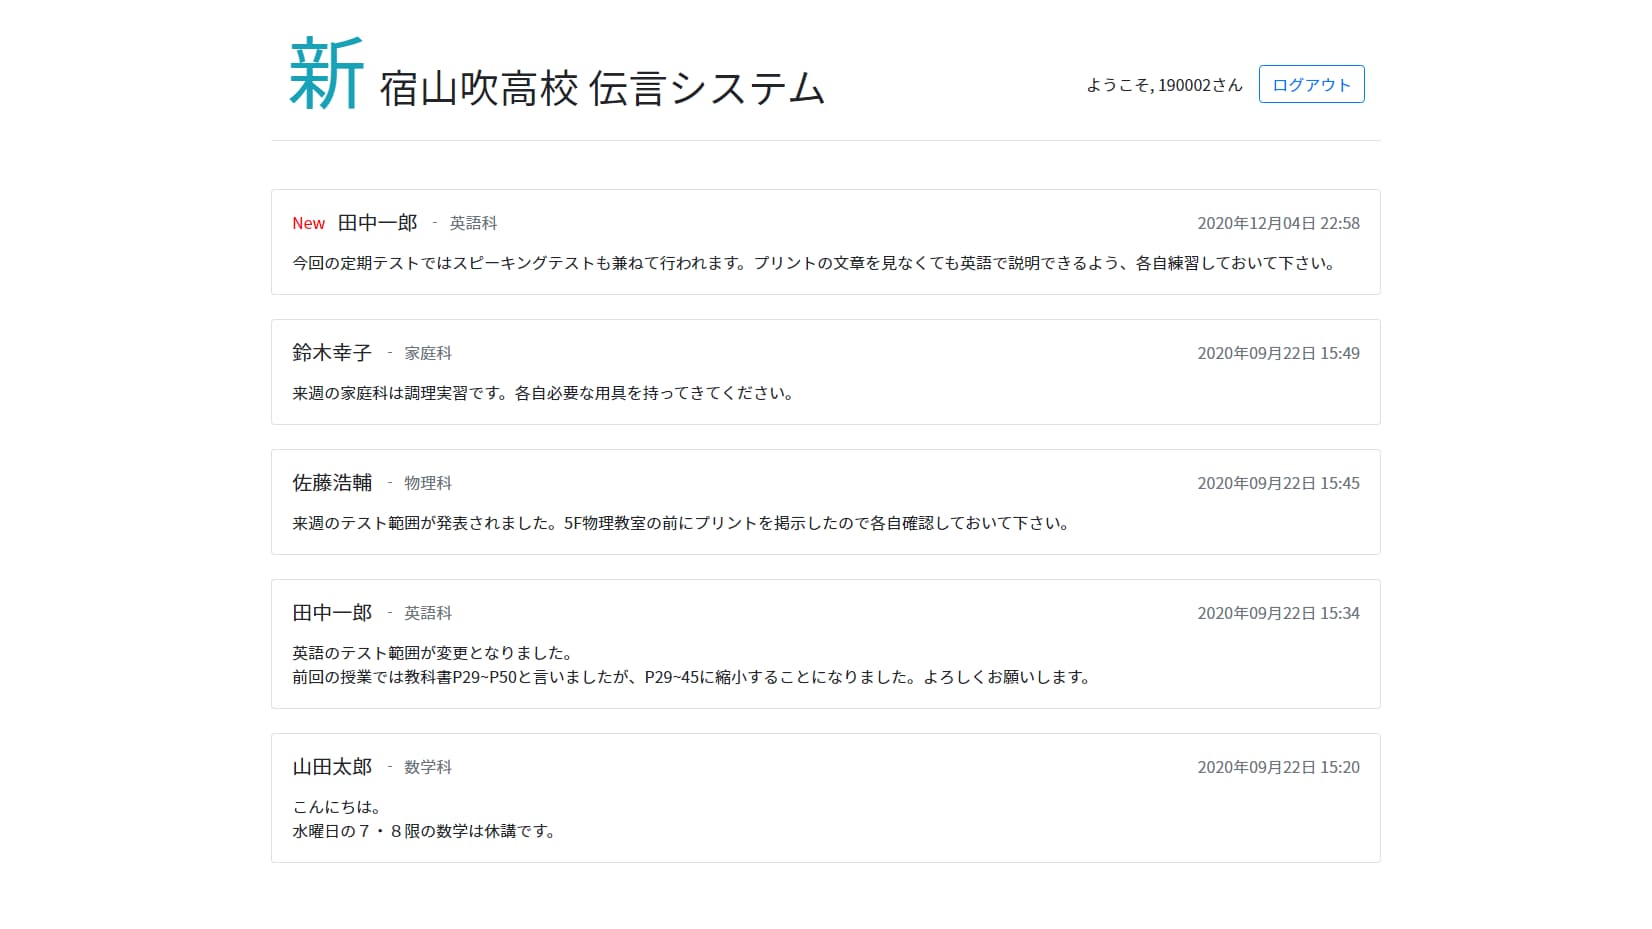 新宿山吹高校 伝言システム
ようこそ, 190002さん ログアウト
New 田中一郎 - 英語科 2020年12月04日 22:58
今回の定期テストではスピーキングテストも兼ねて行われます。プリントの文章を見なくても英語で説明できるよう、各自練習しておいて下さい。
鈴木幸子 - 家庭科 2020年09月22日 15:49
来週の家庭科は調理実習です。各自必要な用具を持ってきてください。
佐藤浩輔 - 物理科 2020年09月22日 15:45
来週のテスト範囲が発表されました。5F物理教室の前にプリントを掲示したので各自確認しておいて下さい。
田中一郎 - 英語科 2020年09月22日 15:34
英語のテスト範囲が変更となりました。
前回の授業では教科書P29~P50と言いましたが、P29~45に縮小することになりました。よろしくお願いします。
山田太郎 - 数学科 2020年09月22日 15:20
こんにちは。
水曜日の７・８限の数学は休講です。